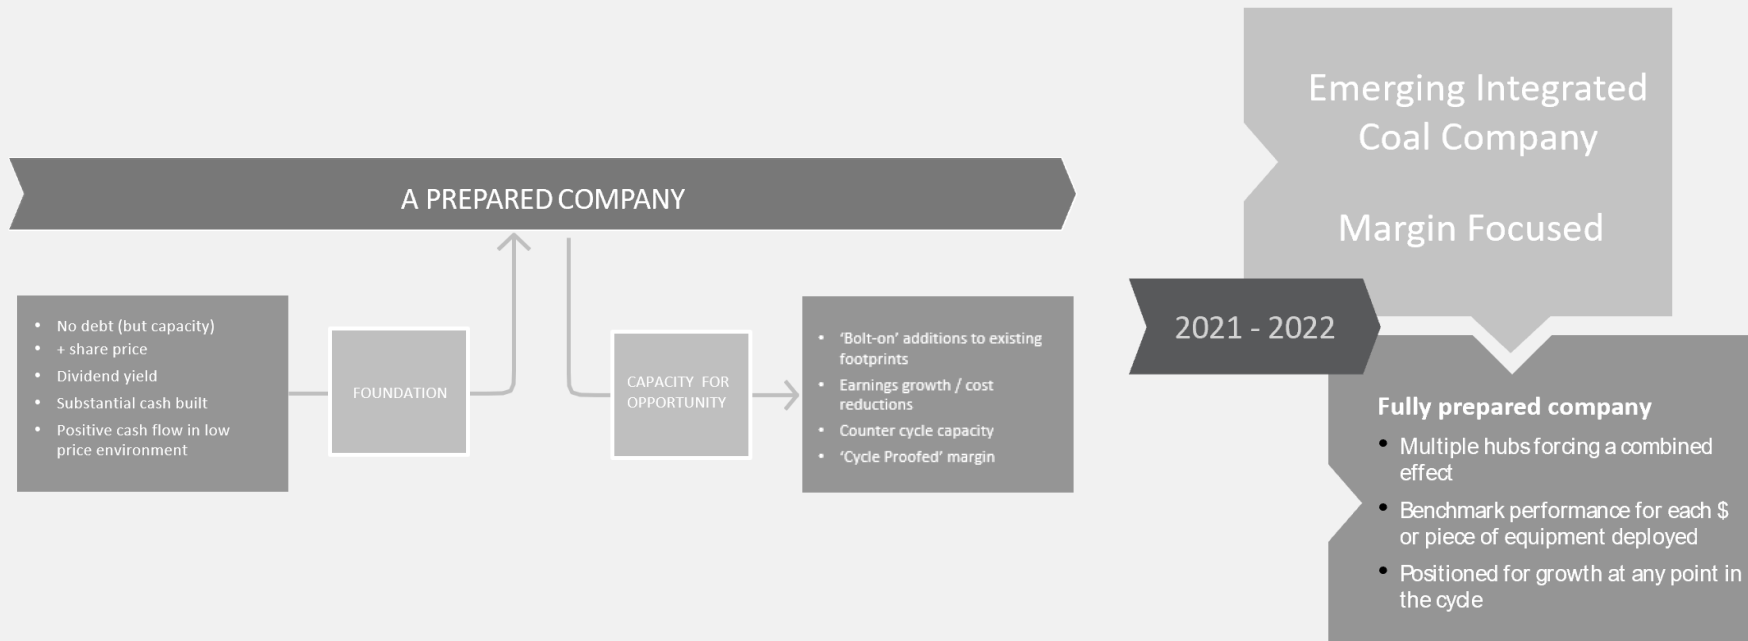 A PREPARED COMPANY
• No debt (but capacity)
• + share price
• Dividend yield
• Substantial cash built
• Positive cash flow in low
price environment
FOUNDATION
CAPACITY FOR
OPPORTUNITY
• ‘Bolt-on’ additions to existing
footprints
• Earnings growth / cost
reductions
• Counter cycle capacity
• ‘Cycle Proofed’ margin
Emerging Integrated
Coal Company
Margin Focused
2021 - 2022
Fully prepared company
• Multiple hubs forcing a combined
effect
• Benchmark performance for each $
or piece of equipment deployed
• Positioned for growth at any point in
the cycle